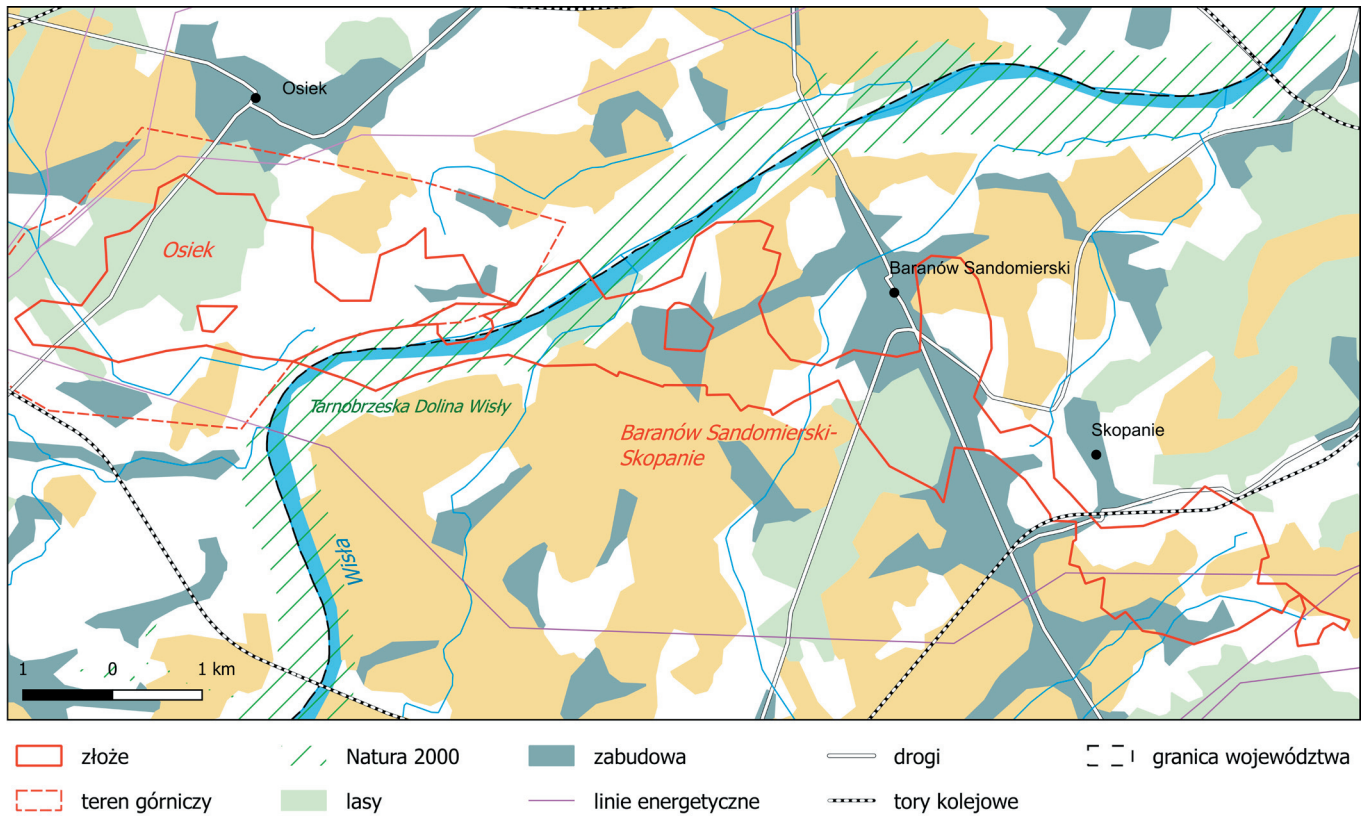 Osiek
Osiek
Baranów Sandomierski
Tarnobrzeska Dolina Wisły
Baranów Sandomierski-
Skopanie
Skopanie
Wisła
1 0 1 km
złoże
Natura 2000
zabudowa
drogi
granica województwa
teren górniczy
lasy
linie energetyczne
tory kolejowe